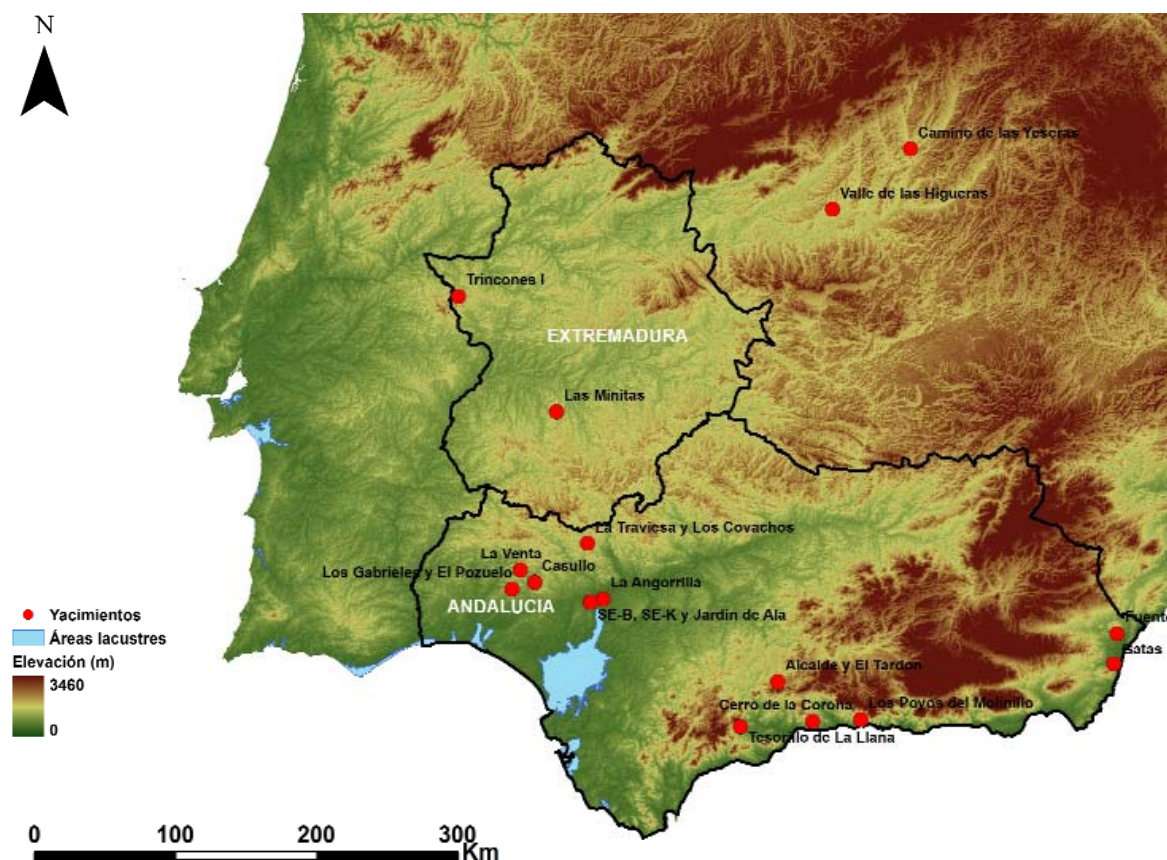 N
Camino de las Yeseras
Valle de las Higueras
Trincones I
EXTREMADURA
Las Minitas
La Traviesa y Los Covachos
La Venta
Casullo
Los Gabrieles y El Pozuelo
La Angorrilla
ANDALUCIA
SE-B, SE-K y Jardín de Ala
Yacimientos
Áreas lacustres
Elevación (m)
3460
0
Fuente
Gatas
Alcalde y El Tardon
Cerro de la Corona
Los Poyos del Molinillo
Tesorillo de La Llana
0 100 200 300
Km